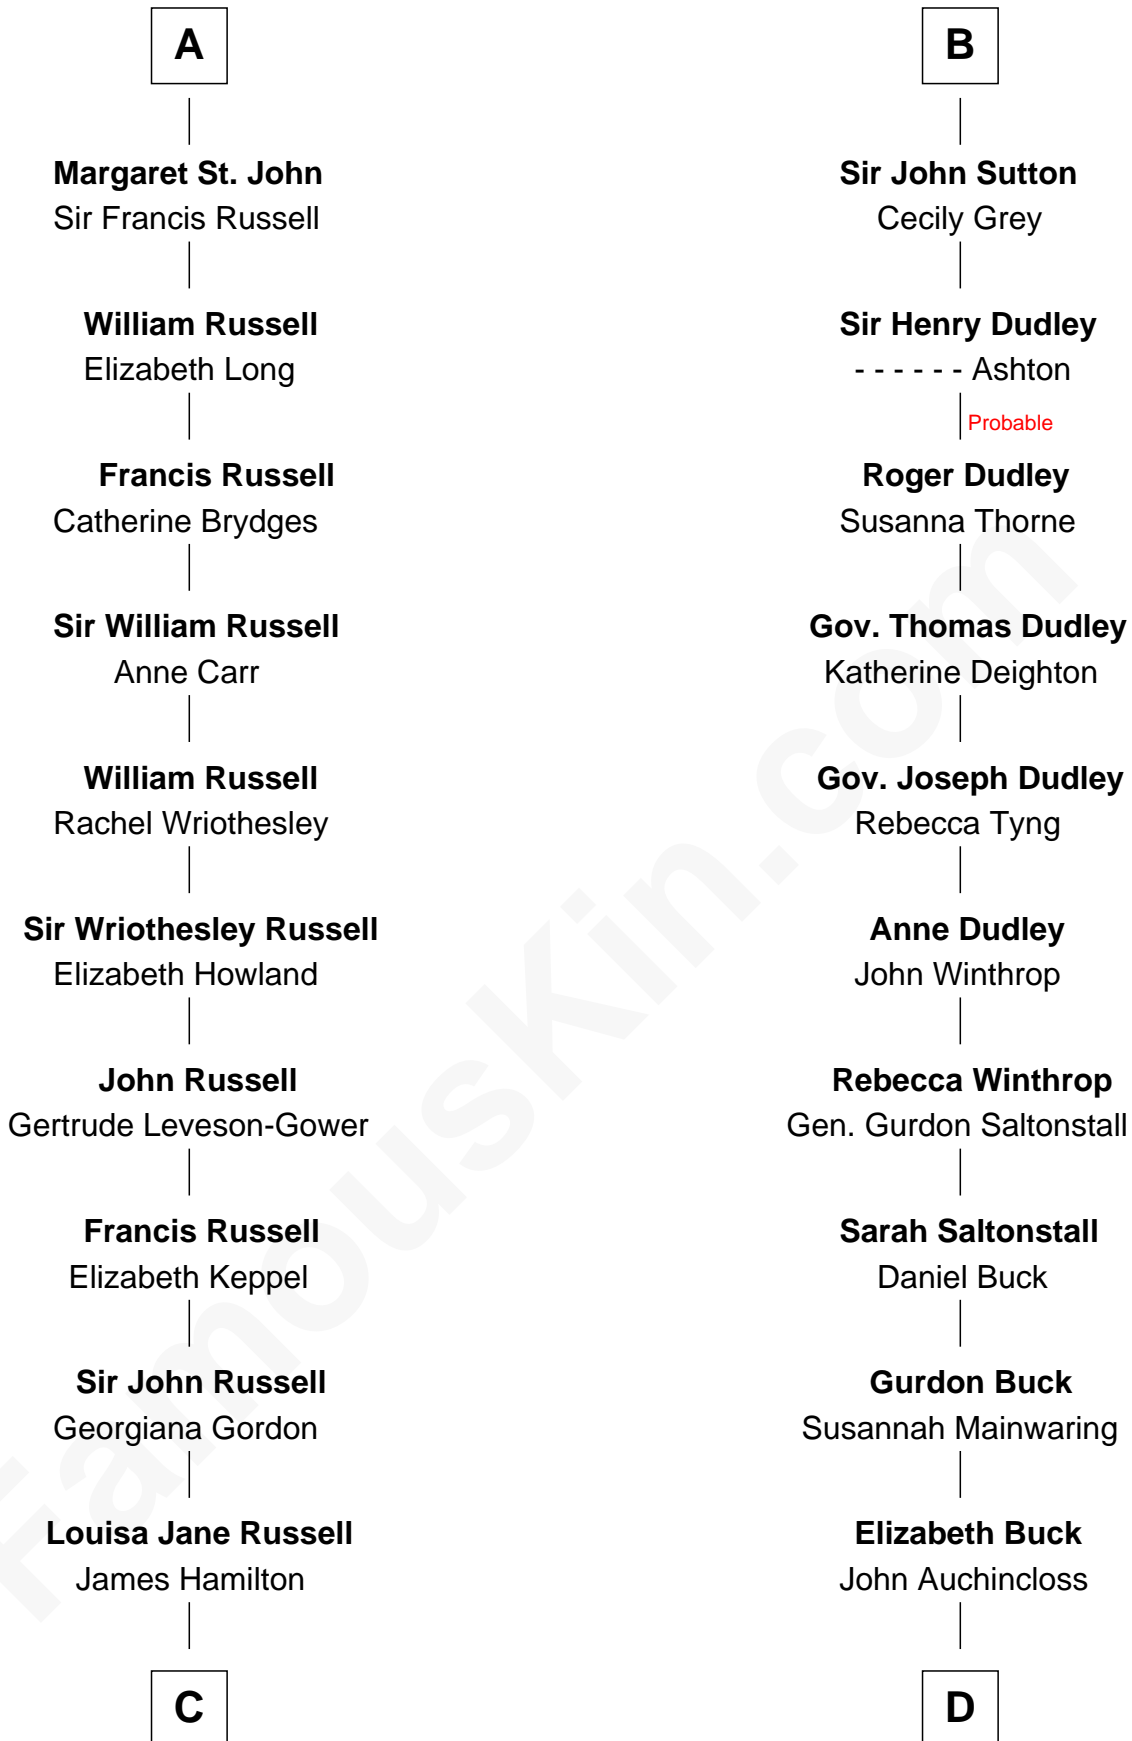 A
Margaret St. John
Sir Francis Russell
William Russell
Elizabeth Long
Francis Russell
Catherine Brydges
Sir William Russell
Anne Carr
William Russell
Rachel Wriothesley
Sir Wriothesley Russell
Elizabeth Howland
John Russell
Gertrude Leveson-Gower
Francis Russell
Elizabeth Keppel
Sir John Russell
Georgiana Gordon
Louisa Jane Russell
James Hamilton
C
B
Sir John Sutton
Cecily Grey
Sir Henry Dudley
- - - - - - Ashton
Probable
Roger Dudley
Susanna Thorne
Gov. Thomas Dudley
Katherine Deighton
Gov. Joseph Dudley
Rebecca Tyng
Anne Dudley
John Winthrop
Rebecca Winthrop
Gen. Gurdon Saltonstall
Sarah Saltonstall
Daniel Buck
Gurdon Buck
Susannah Mainwaring
Elizabeth Buck
John Auchincloss
D
FamousKin.com